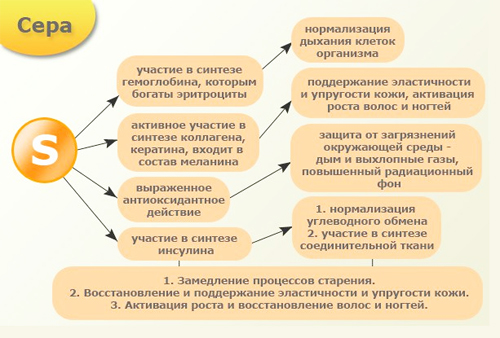 Сера
нормализация
дыхания клеток
организма
участие в синтезе
гемоглобина, которым
богаты эритроциты
поддержание эластичности
и упругости кожи, активация
роста волос и ногтей
активное участие в
синтезе коллагена,
кератина, входит в
состав меланина
S
защита от загрязнений
окружающей среды -
дым и выхлопные газы,
повышенный радиационный
фон
выраженное
антиоксидантное
действие
1. нормализация
углеводного обмена
2. участие в синтезе
соединительной ткани
участие в синтезе
инсулина
1. Замедление процессов старения.
2. Восстановление и поддержание эластичности и упругости кожи.
3. Активация роста и восстановление волос и ногтей.